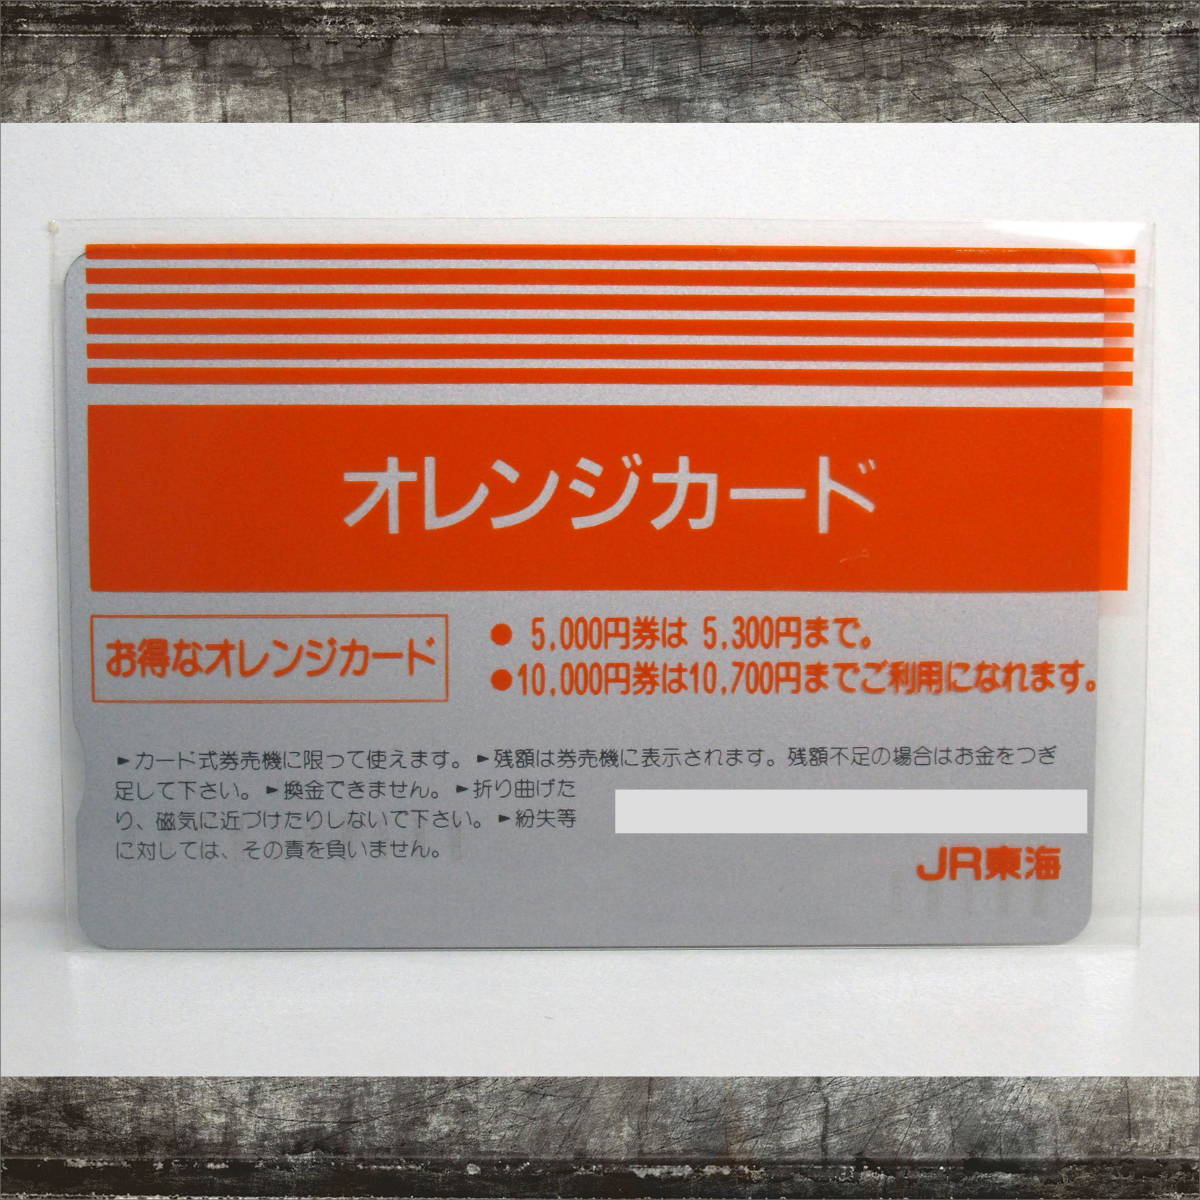 オレンジカード
お得なオレンジカード
● 5,000円券は 5,300円まで。
●10,000円券は10,700円までご利用になれます。
►カード式券売機に限って使えます。►残額は券売機に表示されます。残額不足の場合はお金をつぎ
足して下さい。►換金できません。►折り曲げた
り、磁気に近づけたりしないで下さい。►紛失等
に対しては、その責を負いません。
JR東海